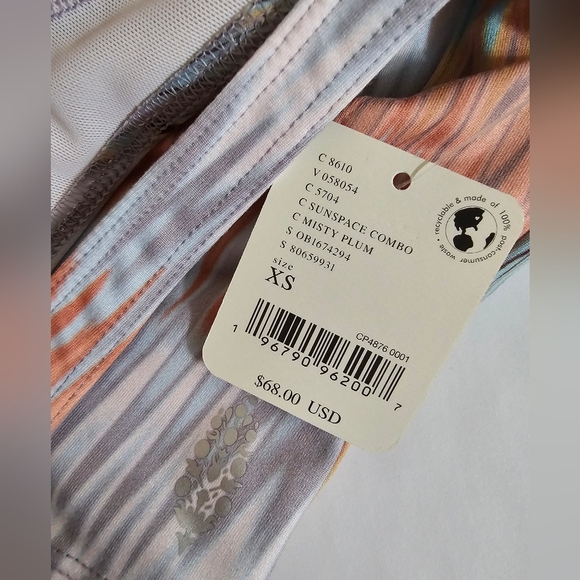 C 8610
V 058054
C 5704
C SUNSPACE COMBO
C MISTY PLUM
S OB1674294
S 80659931
size
XS
recyclable & made of 100% post-consumer waste
CP4876 0001
1 96790 96200 7
$68.00 USD